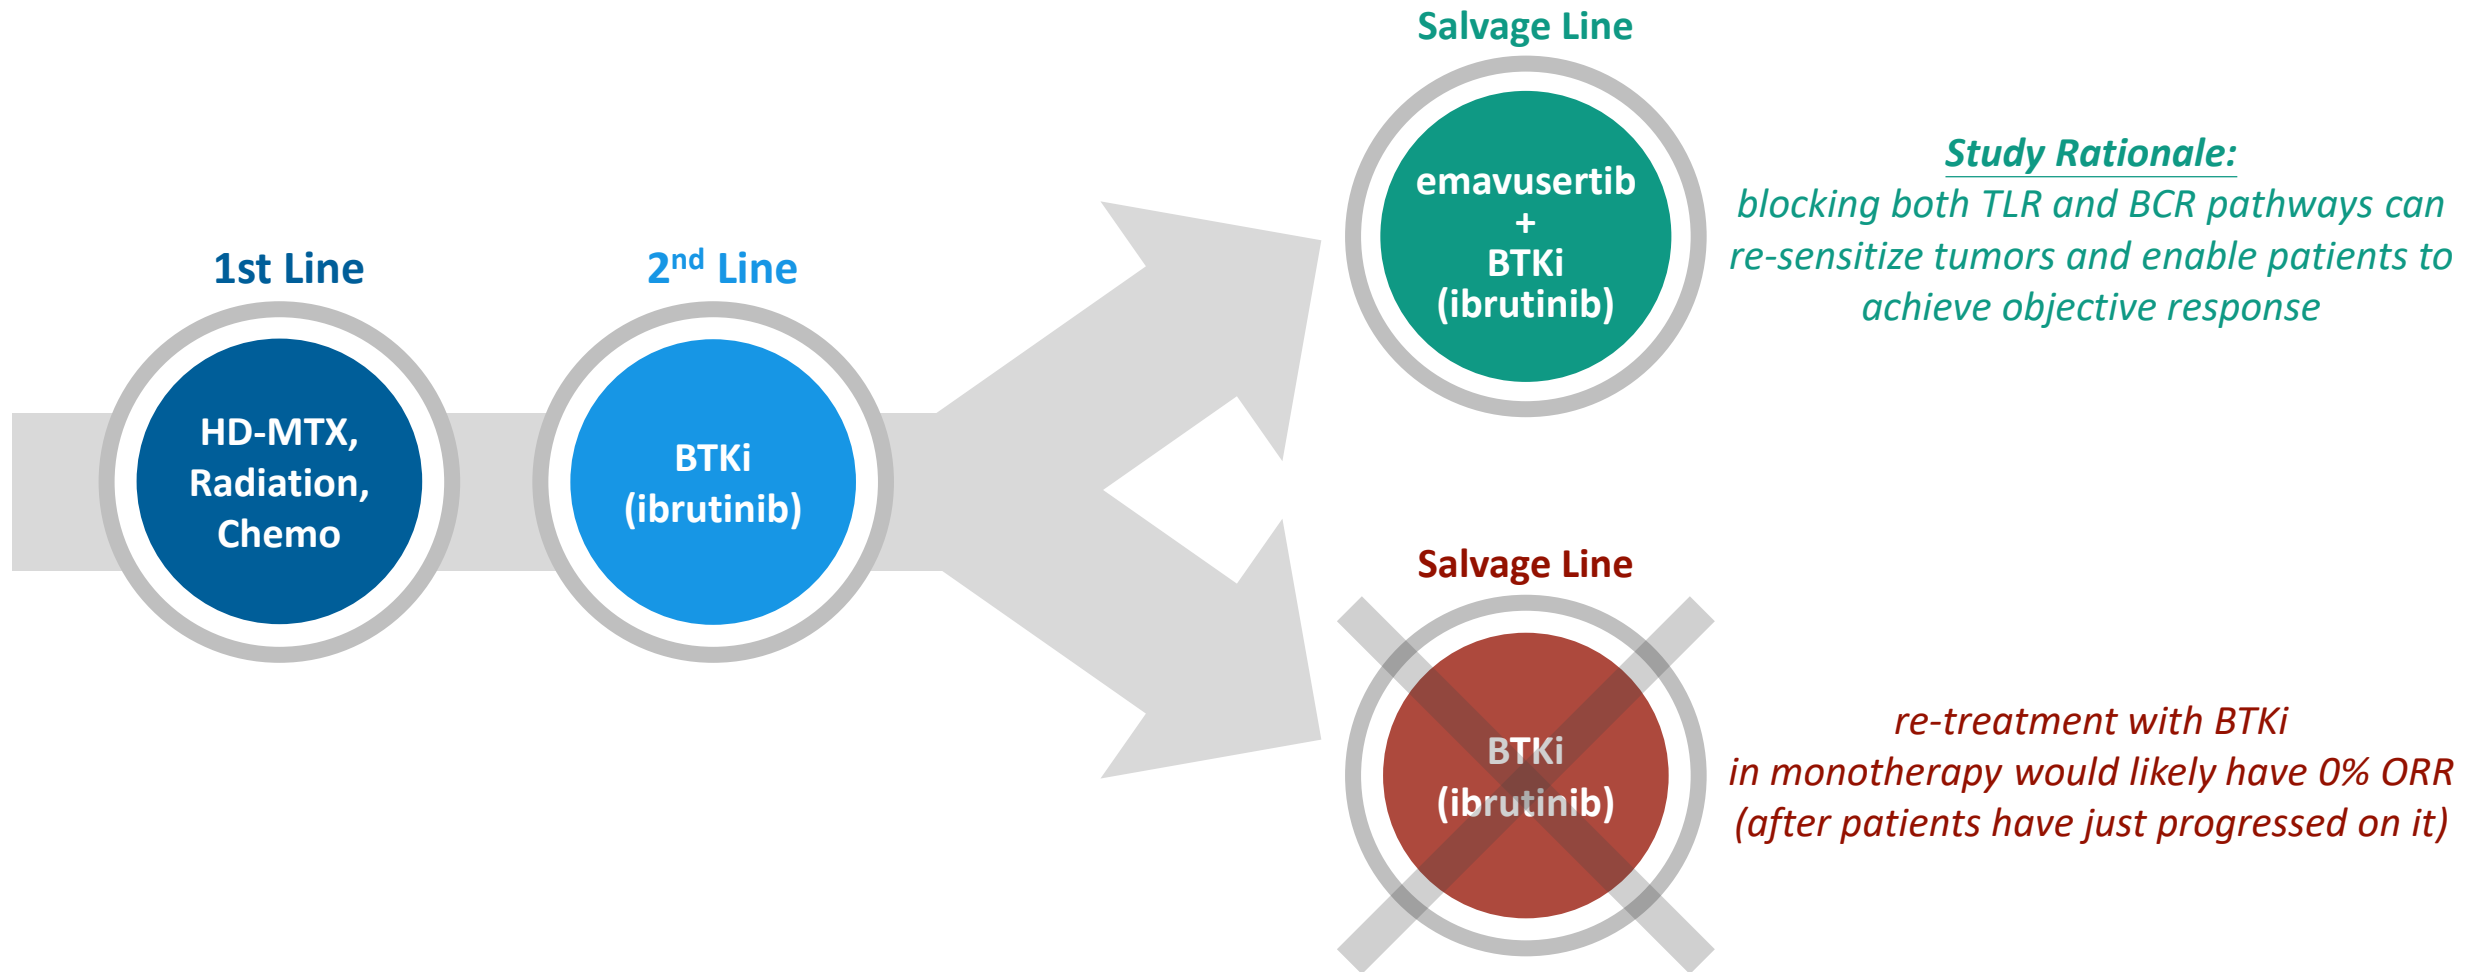 1st Line
HD-MTX,
Radiation,
Chemo
2nd Line
BTKi
(ibrutinib)
Salvage Line
emavusertib
+
BTKi
(ibrutinib)
Study Rationale:
blocking both TLR and BCR pathways can
re-sensitize tumors and enable patients to
achieve objective response
Salvage Line
BTKi
(ibrutinib)
re-treatment with BTKi
in monotherapy would likely have 0% ORR
(after patients have just progressed on it)